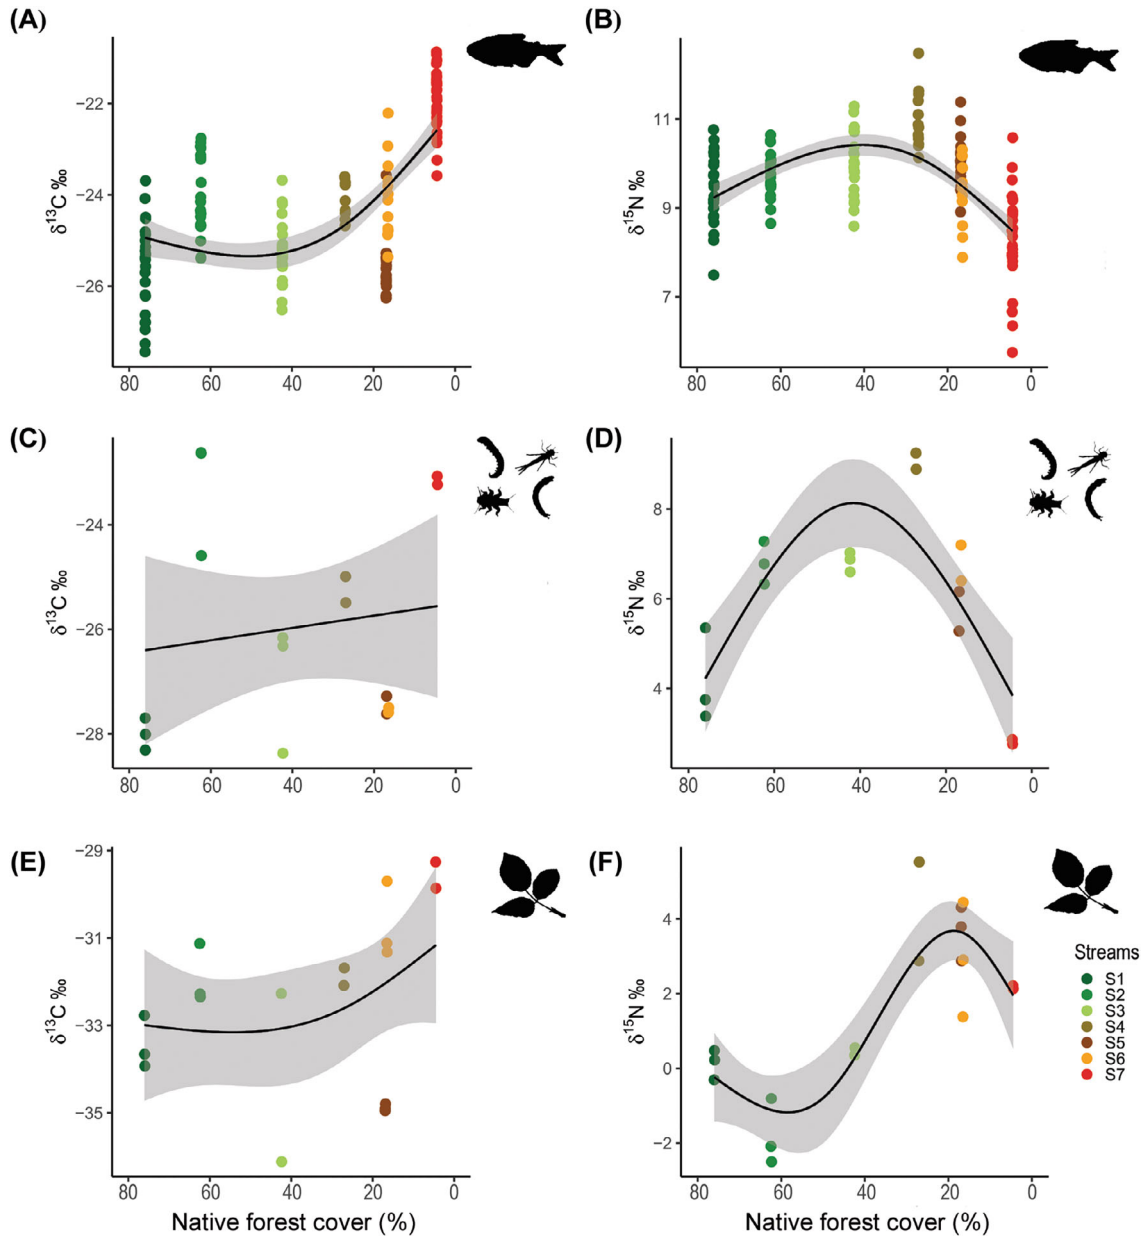 (A)
δ13C ‰
−22
−24
−26
80 60 40 20 0
(B)
δ15N ‰
11
9
7
80 60 40 20 0
(C)
δ13C ‰
−24
−26
−28
80 60 40 20 0
(D)
δ15N ‰
8
6
4
80 60 40 20 0
(E)
δ13C ‰
−29
−31
−33
−35
80 60 40 20 0
Native forest cover (%)
(F)
δ15N ‰
4
2
0
−2
80 60 40 20 0
Native forest cover (%)
Streams
S1
S2
S3
S4
S5
S6
S7